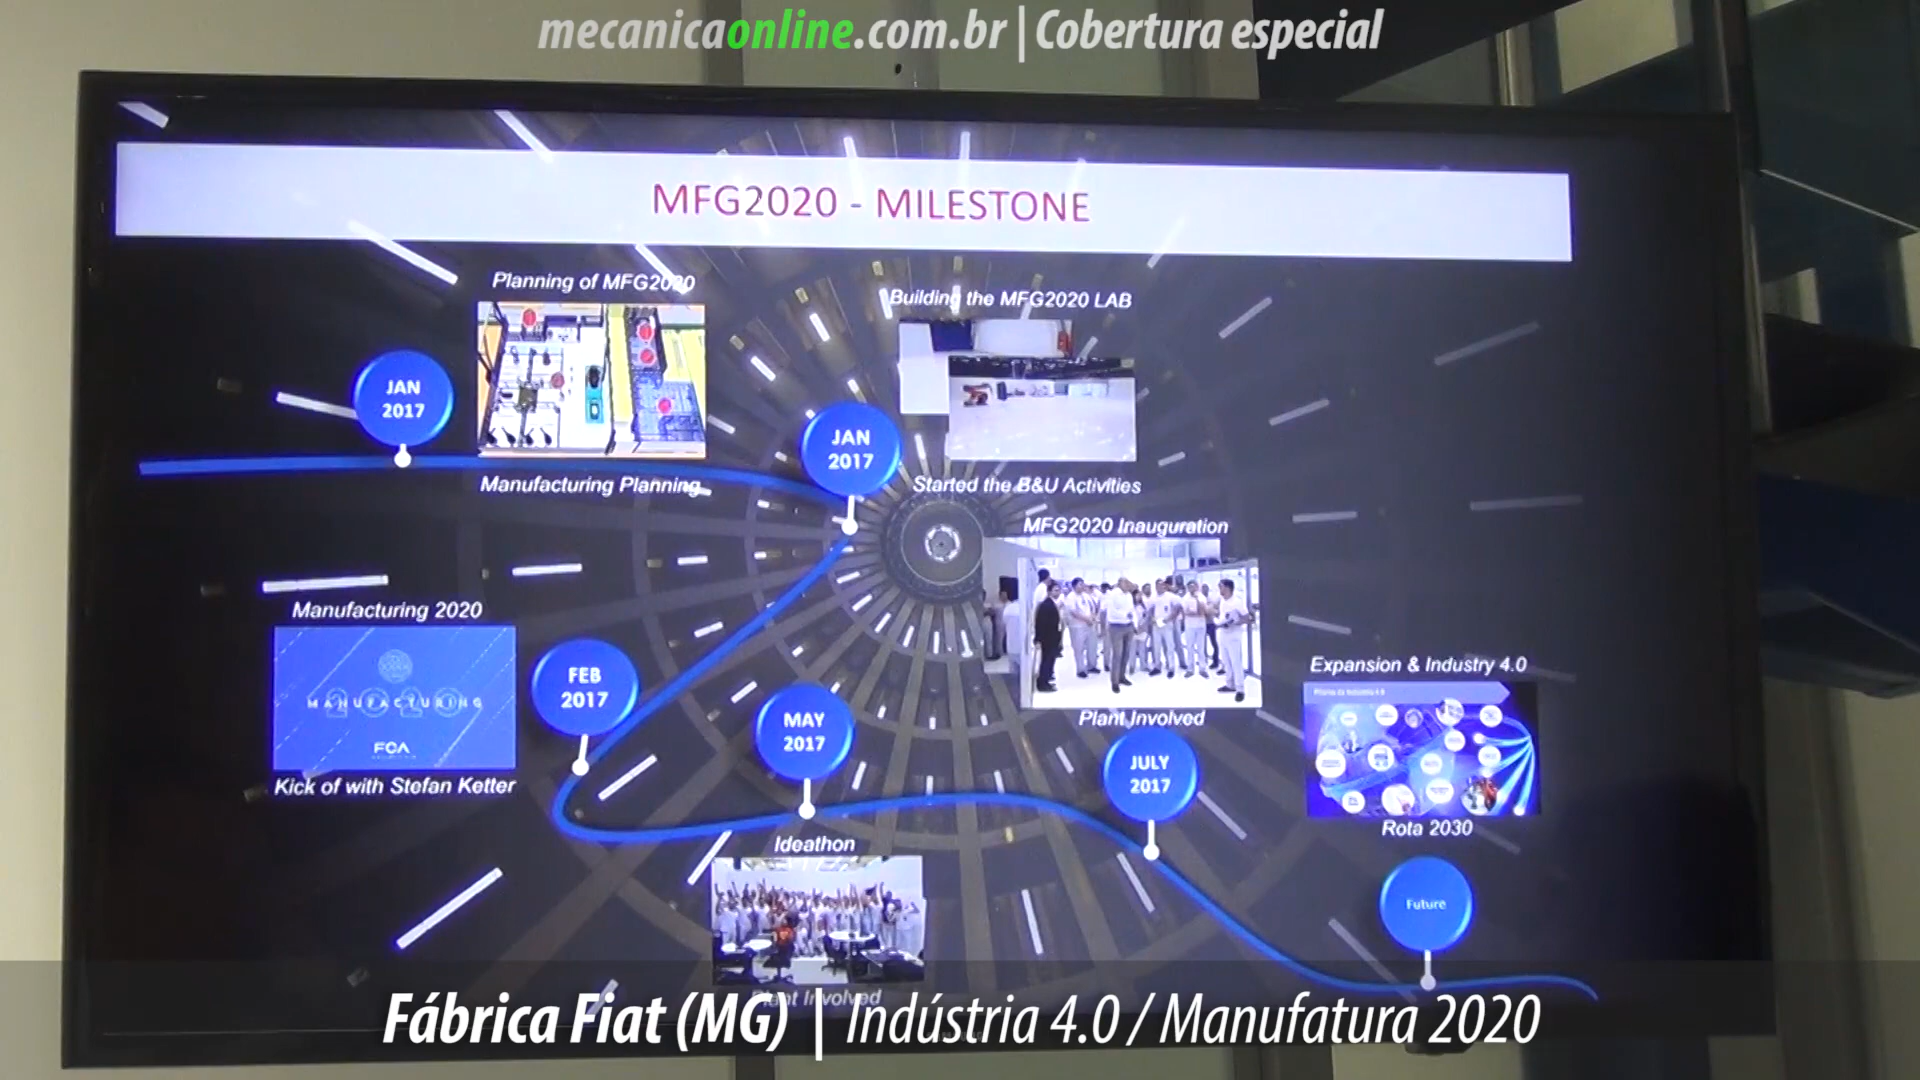 mecanicaonline.com.br | Cobertura especial
MFG2020 - MILESTONE
Planning of MFG2020
JAN
2017
Manufacturing Planning
Building the MFG2020 LAB
JAN
2017
Started the B&U Activities
Manufacturing 2020
2020
MANUFACTURING
FCA
Kick of with Stefan Ketter
FEB
2017
MAY
2017
Ideathon
Plant Involved
MFG2020 Inauguration
Plant Involved
JULY
2017
Expansion & Industry 4.0
Rota 2030
Future
Fábrica Fiat (MG) | Indústria 4.0 / Manufatura 2020